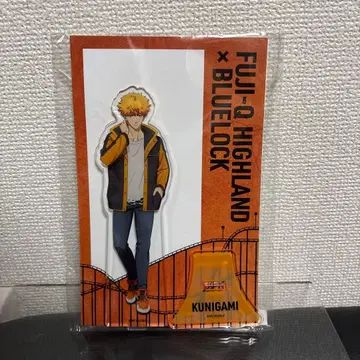 FUJI-Q HIGHLAND
× BLUELOCK
KUNIGAMI